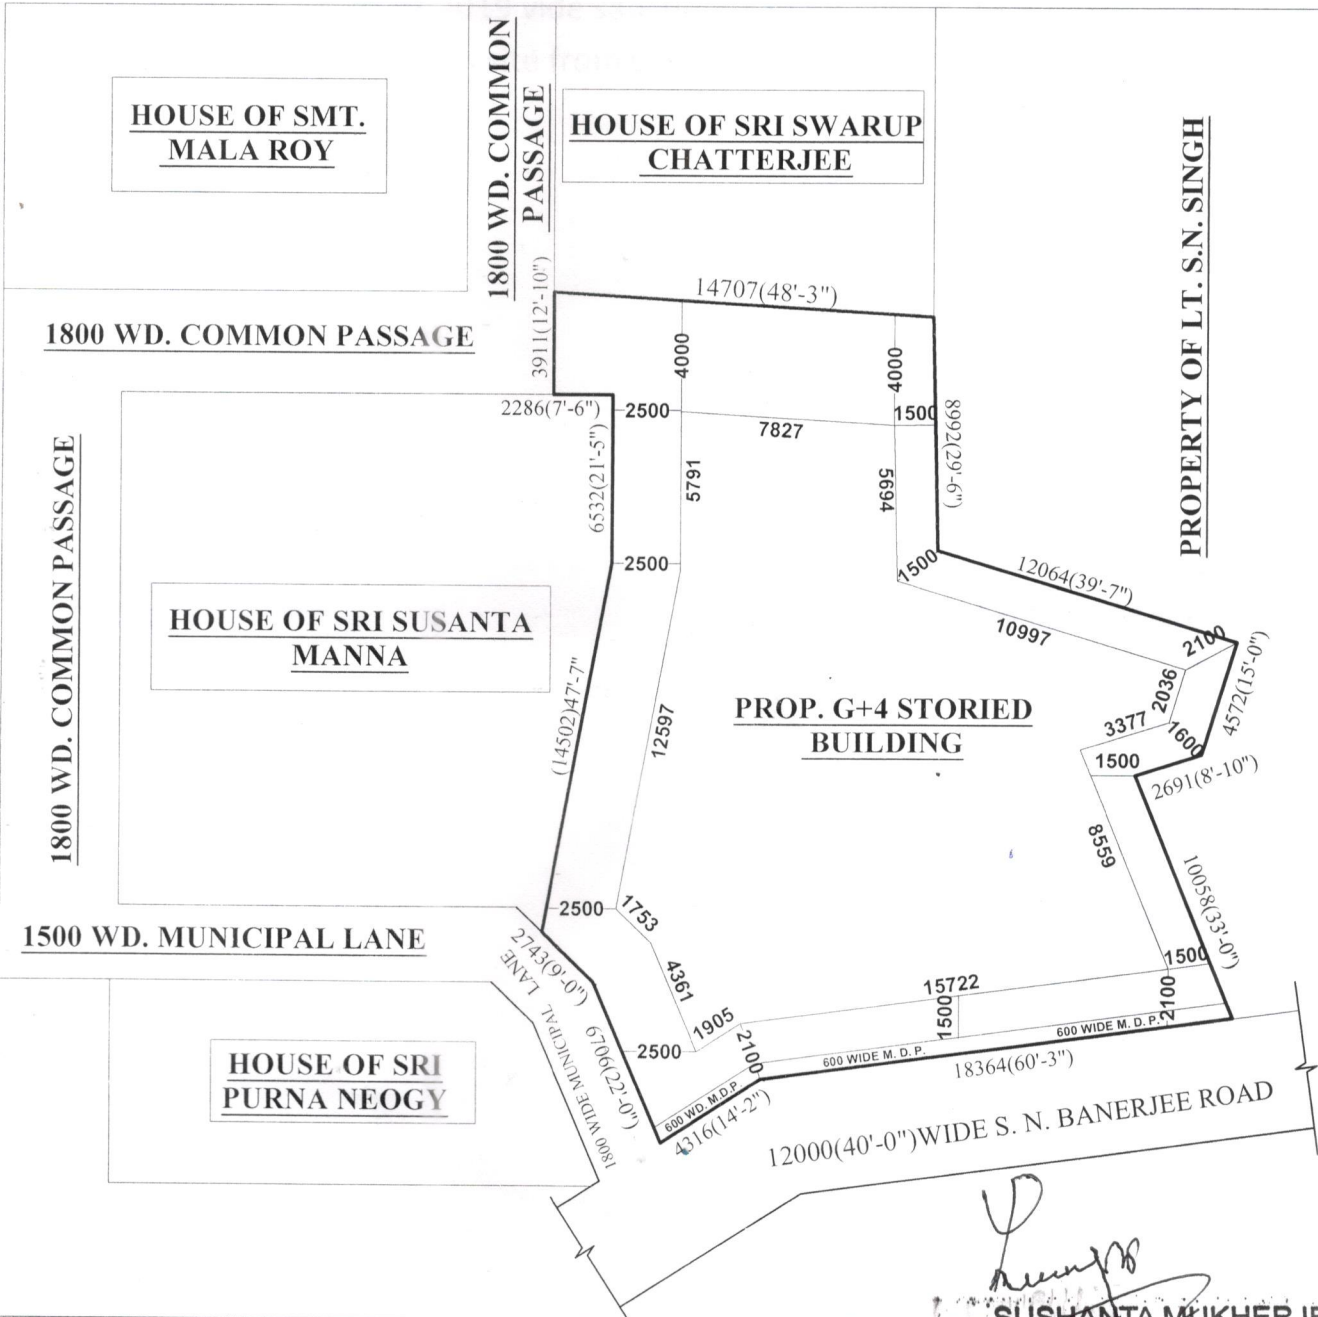 HOUSE OF SMT.
MALA ROY
1800 WD. COMMON
PASSAGE
HOUSE OF SRI SWARUP
CHATTERJEE
PROPERTY OF LT. S.N. SINGH
1800 WD. COMMON PASSAGE
3911(12'-10")
14707(48'-3")
4000
4000
2286(7'-6")
2500
7827
1500
8992(29'-6")
6532(21'-5")
5791
5694
2500
1500
12064(39'-7")
1800 WD. COMMON PASSAGE
HOUSE OF SRI SUSANTA
MANNA
(14502)47'-7"
12597
10997
2100
2036
4572(15'-0")
PROP. G+4 STORIED
BUILDING
3377
1600
1500
2691(8'-10")
8559
10058(33'-0")
2500
1753
1500 WD. MUNICIPAL LANE
2743(9'-0")
4361
1500
15722
1905
1500
2100
2100
2500
6706(22'-0")
1800 WIDE MUNICIPAL LANE
600 WD. M.D.P.
600 WIDE M. D. P.
600 WIDE M. D. P.
4316(14'-2")
18364(60'-3")
HOUSE OF SRI
PURNA NEOGY
12000(40'-0")WIDE S. N. BANERJEE ROAD
SUSHANTA MUKHERJE